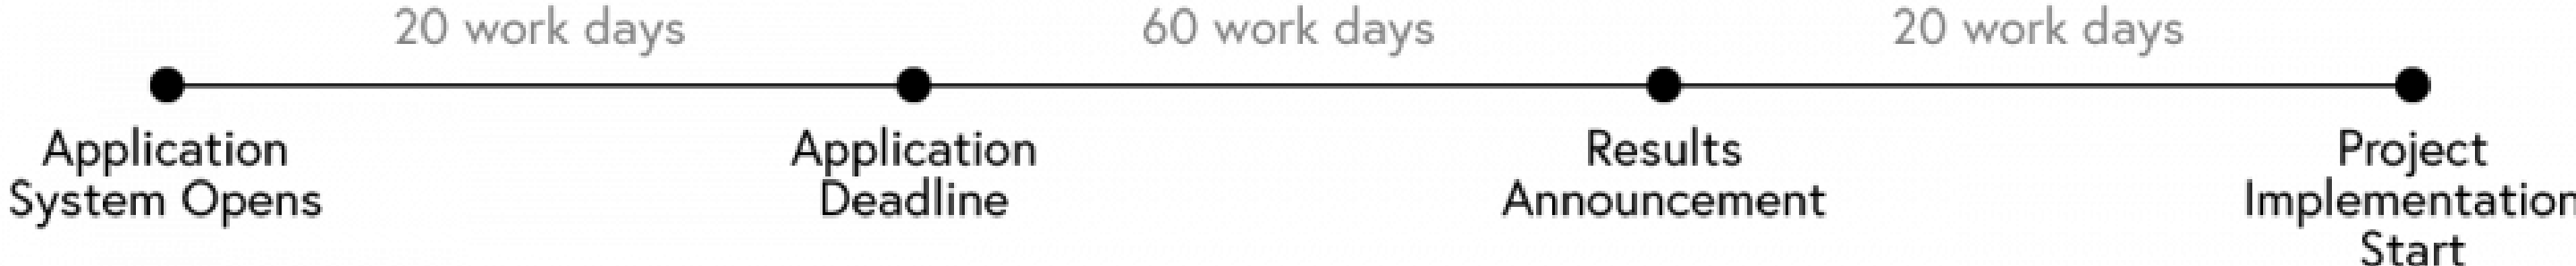 20 work days
60 work days
20 work days
Application
System Opens
Application
Deadline
Results
Announcement
Project
Implementation
Start